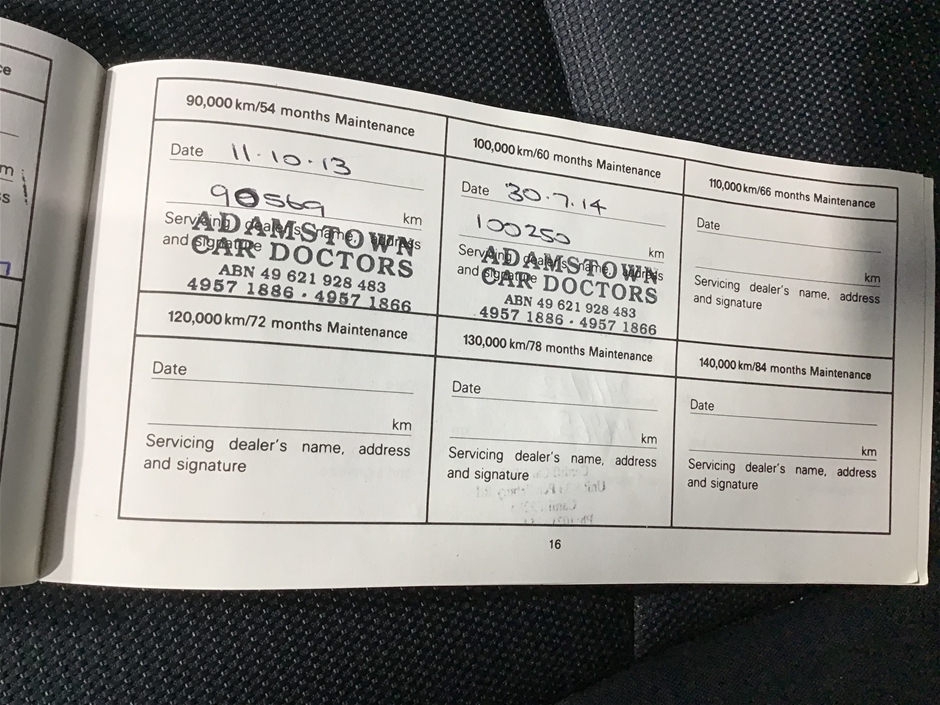 90,000 km/54 months Maintenance
Date 11·10·13
90569 km
Servicing dealer's name, address
and signature
ADAMSTOWN
CAR DOCTORS
ABN 49 621 928 483
4957 1886 · 4957 1866
100,000 km/60 months Maintenance
Date 30·7·14
100250 km
Servicing dealer's name, address
and signature
ADAMSTOWN
CAR DOCTORS
ABN 49 621 928 483
4957 1886 · 4957 1866
110,000 km/66 months Maintenance
Date
km
Servicing dealer's name, address
and signature
120,000 km/72 months Maintenance
Date
km
Servicing dealer's name, address
and signature
130,000 km/78 months Maintenance
Date
km
Servicing dealer's name, address
and signature
140,000 km/84 months Maintenance
Date
km
Servicing dealer's name, address
and signature
16